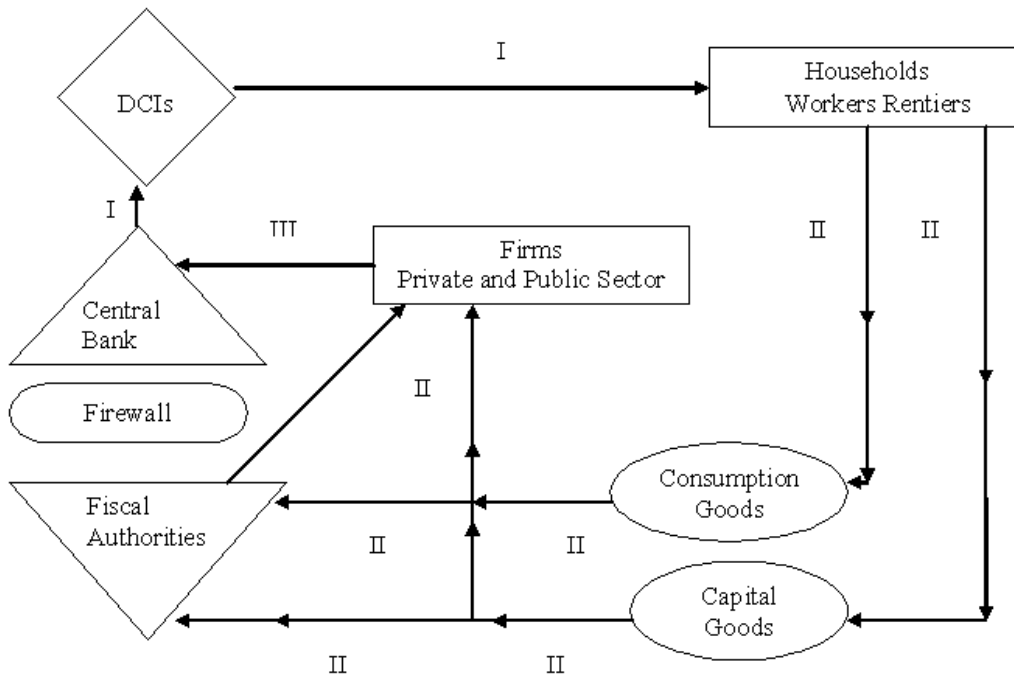 I
DCIs
Households
Workers Rentiers
I
III
II
II
Firms
Private and Public Sector
Central
Bank
II
Firewall
Consumption
Goods
Fiscal
Authorities
II
II
Capital
Goods
II
II